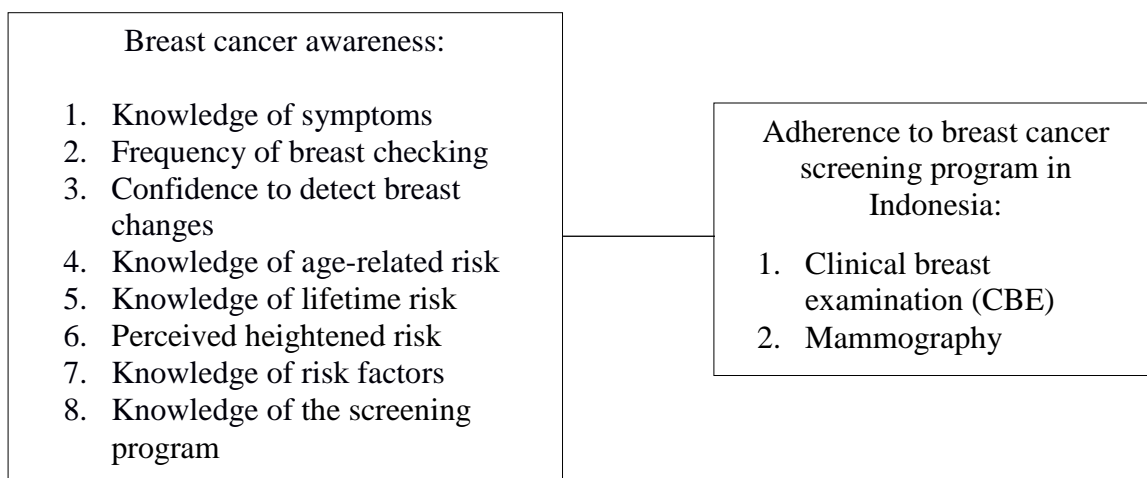 Breast cancer awareness:
1. Knowledge of symptoms
2. Frequency of breast checking
3. Confidence to detect breast
changes
4. Knowledge of age-related risk
5. Knowledge of lifetime risk
6. Perceived heightened risk
7. Knowledge of risk factors
8. Knowledge of the screening
program
Adherence to breast cancer
screening program in
Indonesia:
1. Clinical breast
examination (CBE)
2. Mammography